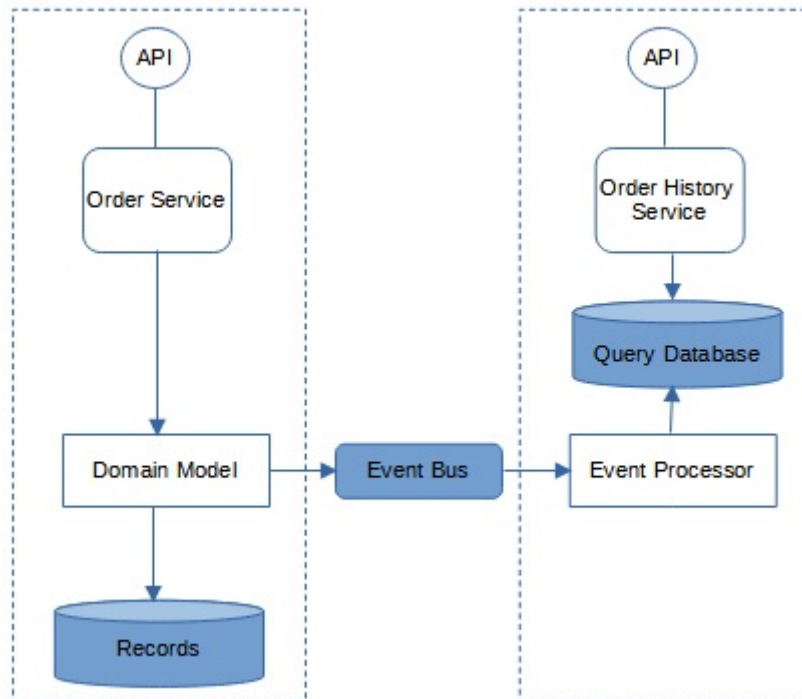 API
Order Service
Domain Model
Records
Event Bus
API
Order History
Service
Query Database
Event Processor